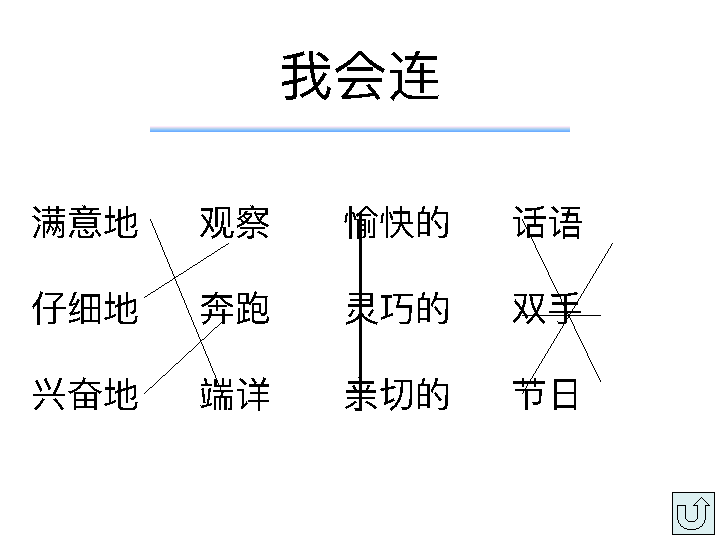 我会连
满意地 观察 愉快的 话语
仔细地 奔跑 灵巧的 双手
兴奋地 端详 亲切的 节日